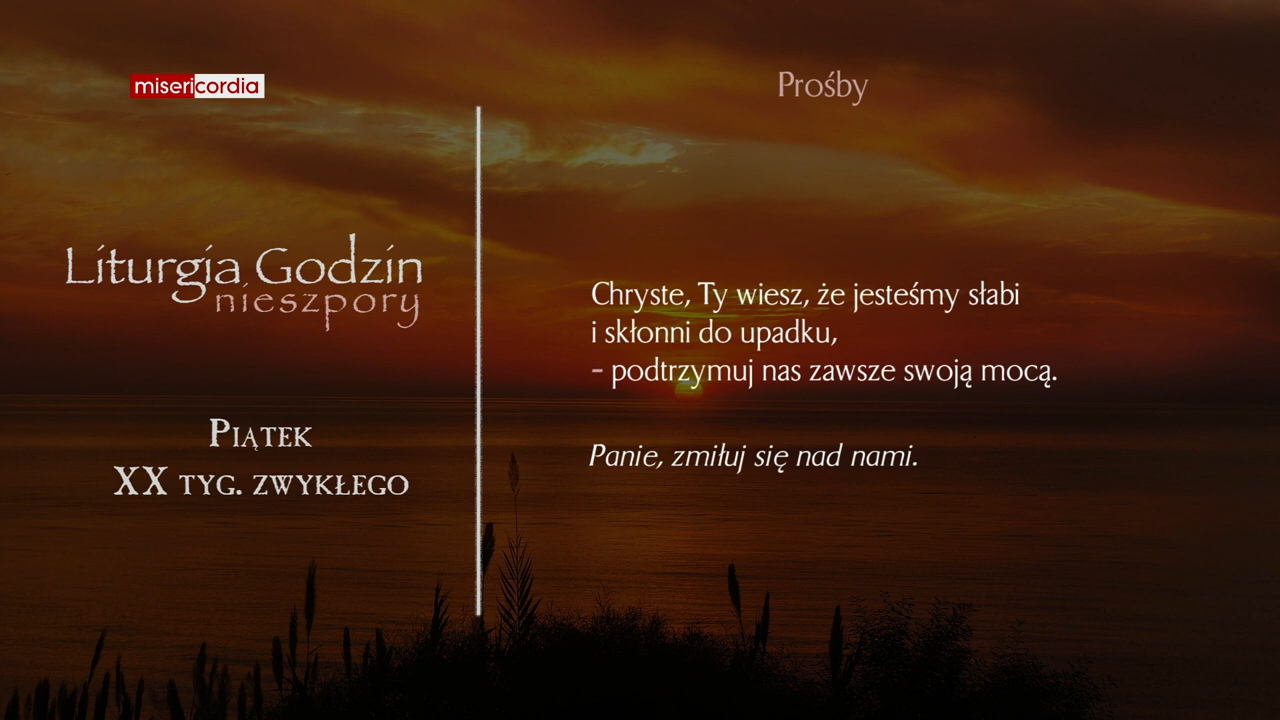 misericordia
Prośby
Liturgia Godzin
nieszpory
Piątek
XX tyg. zwykłego
Chryste, Ty wiesz, że jesteśmy słabi
i skłonni do upadku,
- podtrzymuj nas zawsze swoją mocą.
Panie, zmiłuj się nad nami.